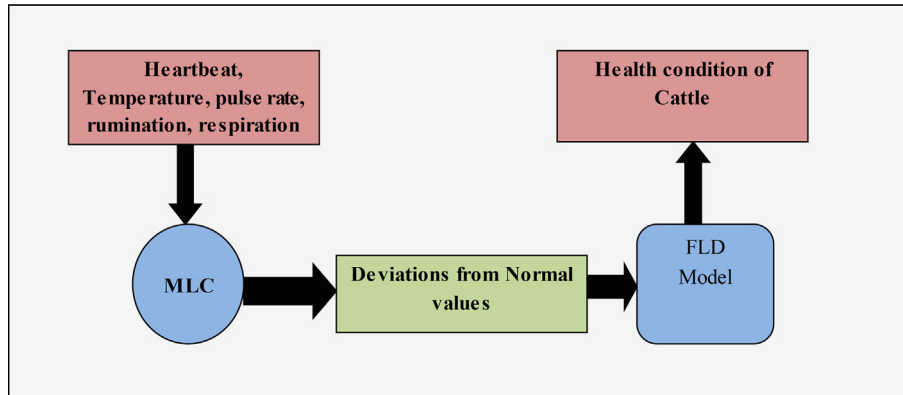 Heartbeat,
Temperature, pulse rate,
rumination, respiration
Health condition of
Cattle
MLC
Deviations from Normal
values
FLD
Model